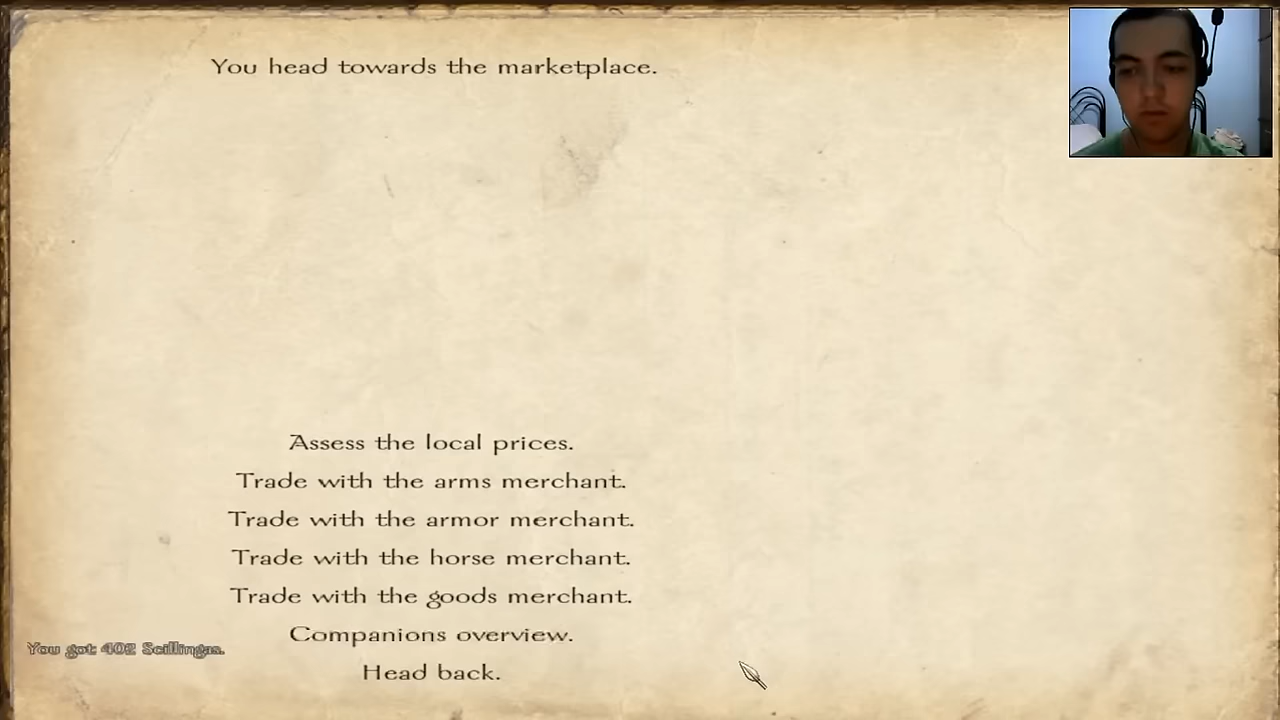 You head towards the marketplace.
Assess the local prices.
Trade with the arms merchant.
Trade with the armor merchant.
Trade with the horse merchant.
Trade with the goods merchant.
Companions overview.
You got 402 Scillingas.
Head back.